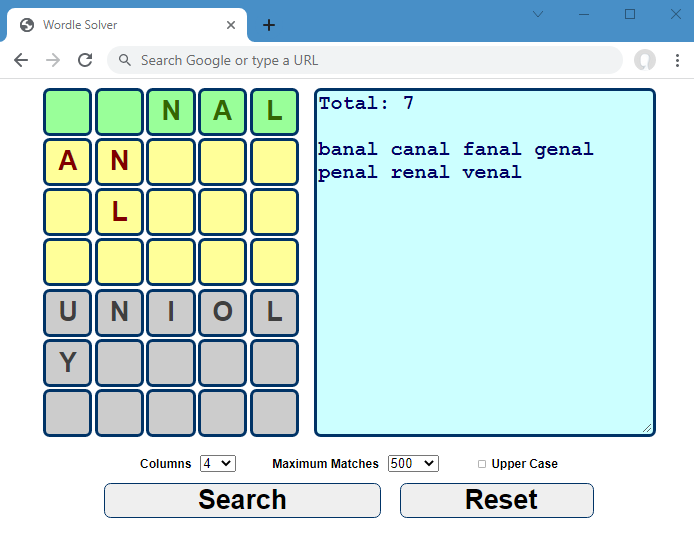 Wordle Solver
Search Google or type a URL
N A L
A N
L
U N I O L
Y
Total: 7
banal canal fanal genal
penal renal venal
Columns 4 Maximum Matches 500 Upper Case
Search Reset